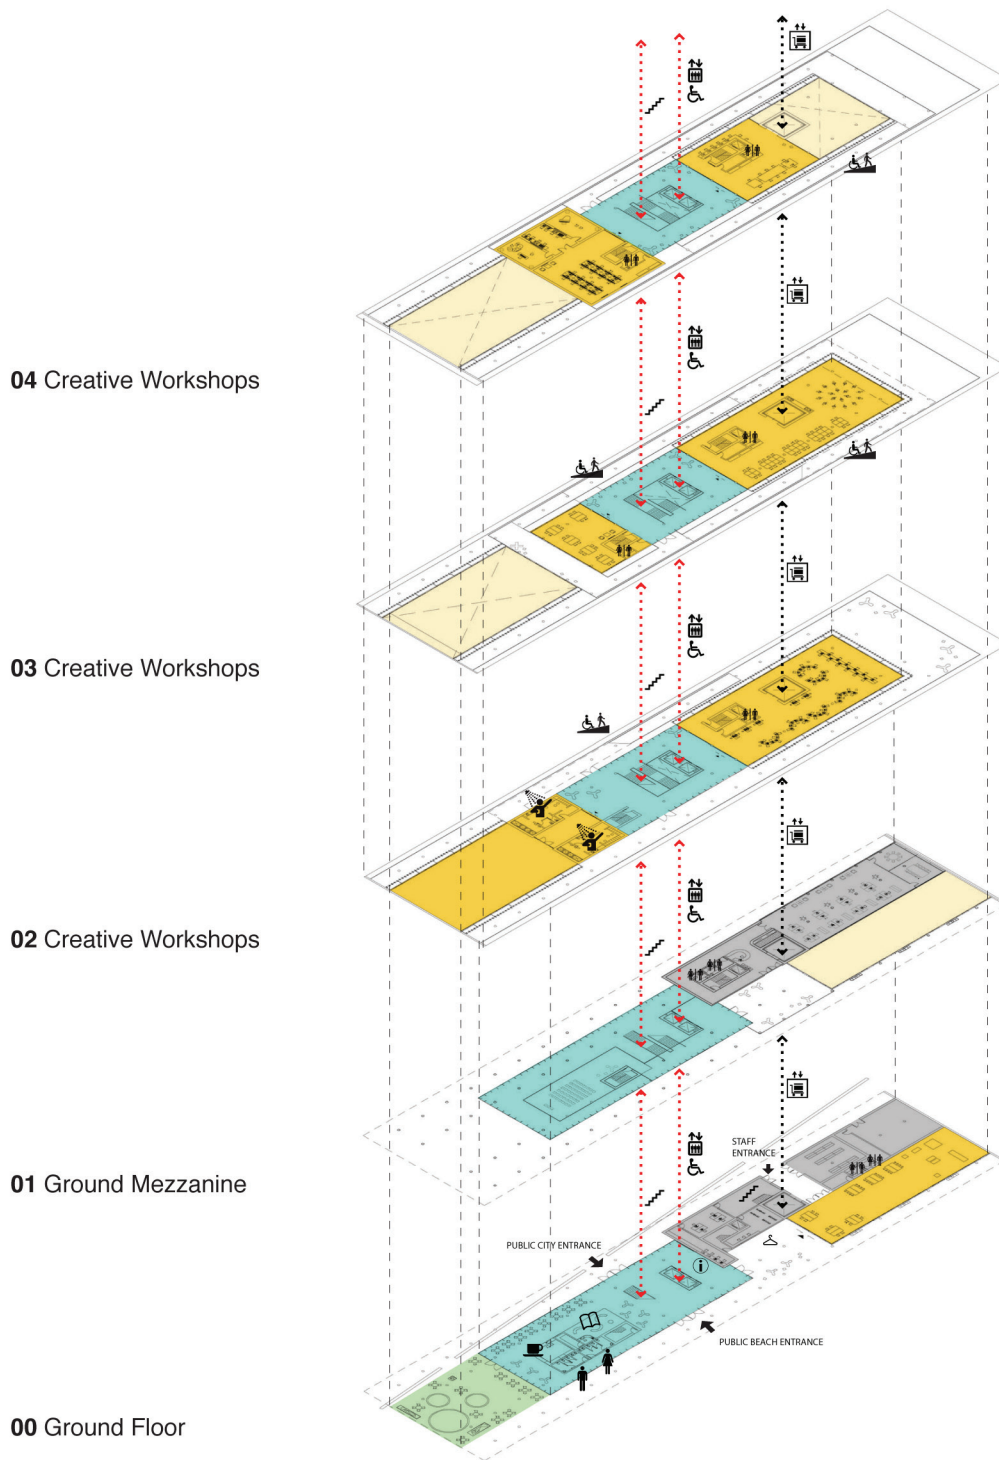 04 Creative Workshops
03 Creative Workshops
02 Creative Workshops
01 Ground Mezzanine
STAFF
ENTRANCE
PUBLIC CITY ENTRANCE
i
PUBLIC BEACH ENTRANCE
00 Ground Floor